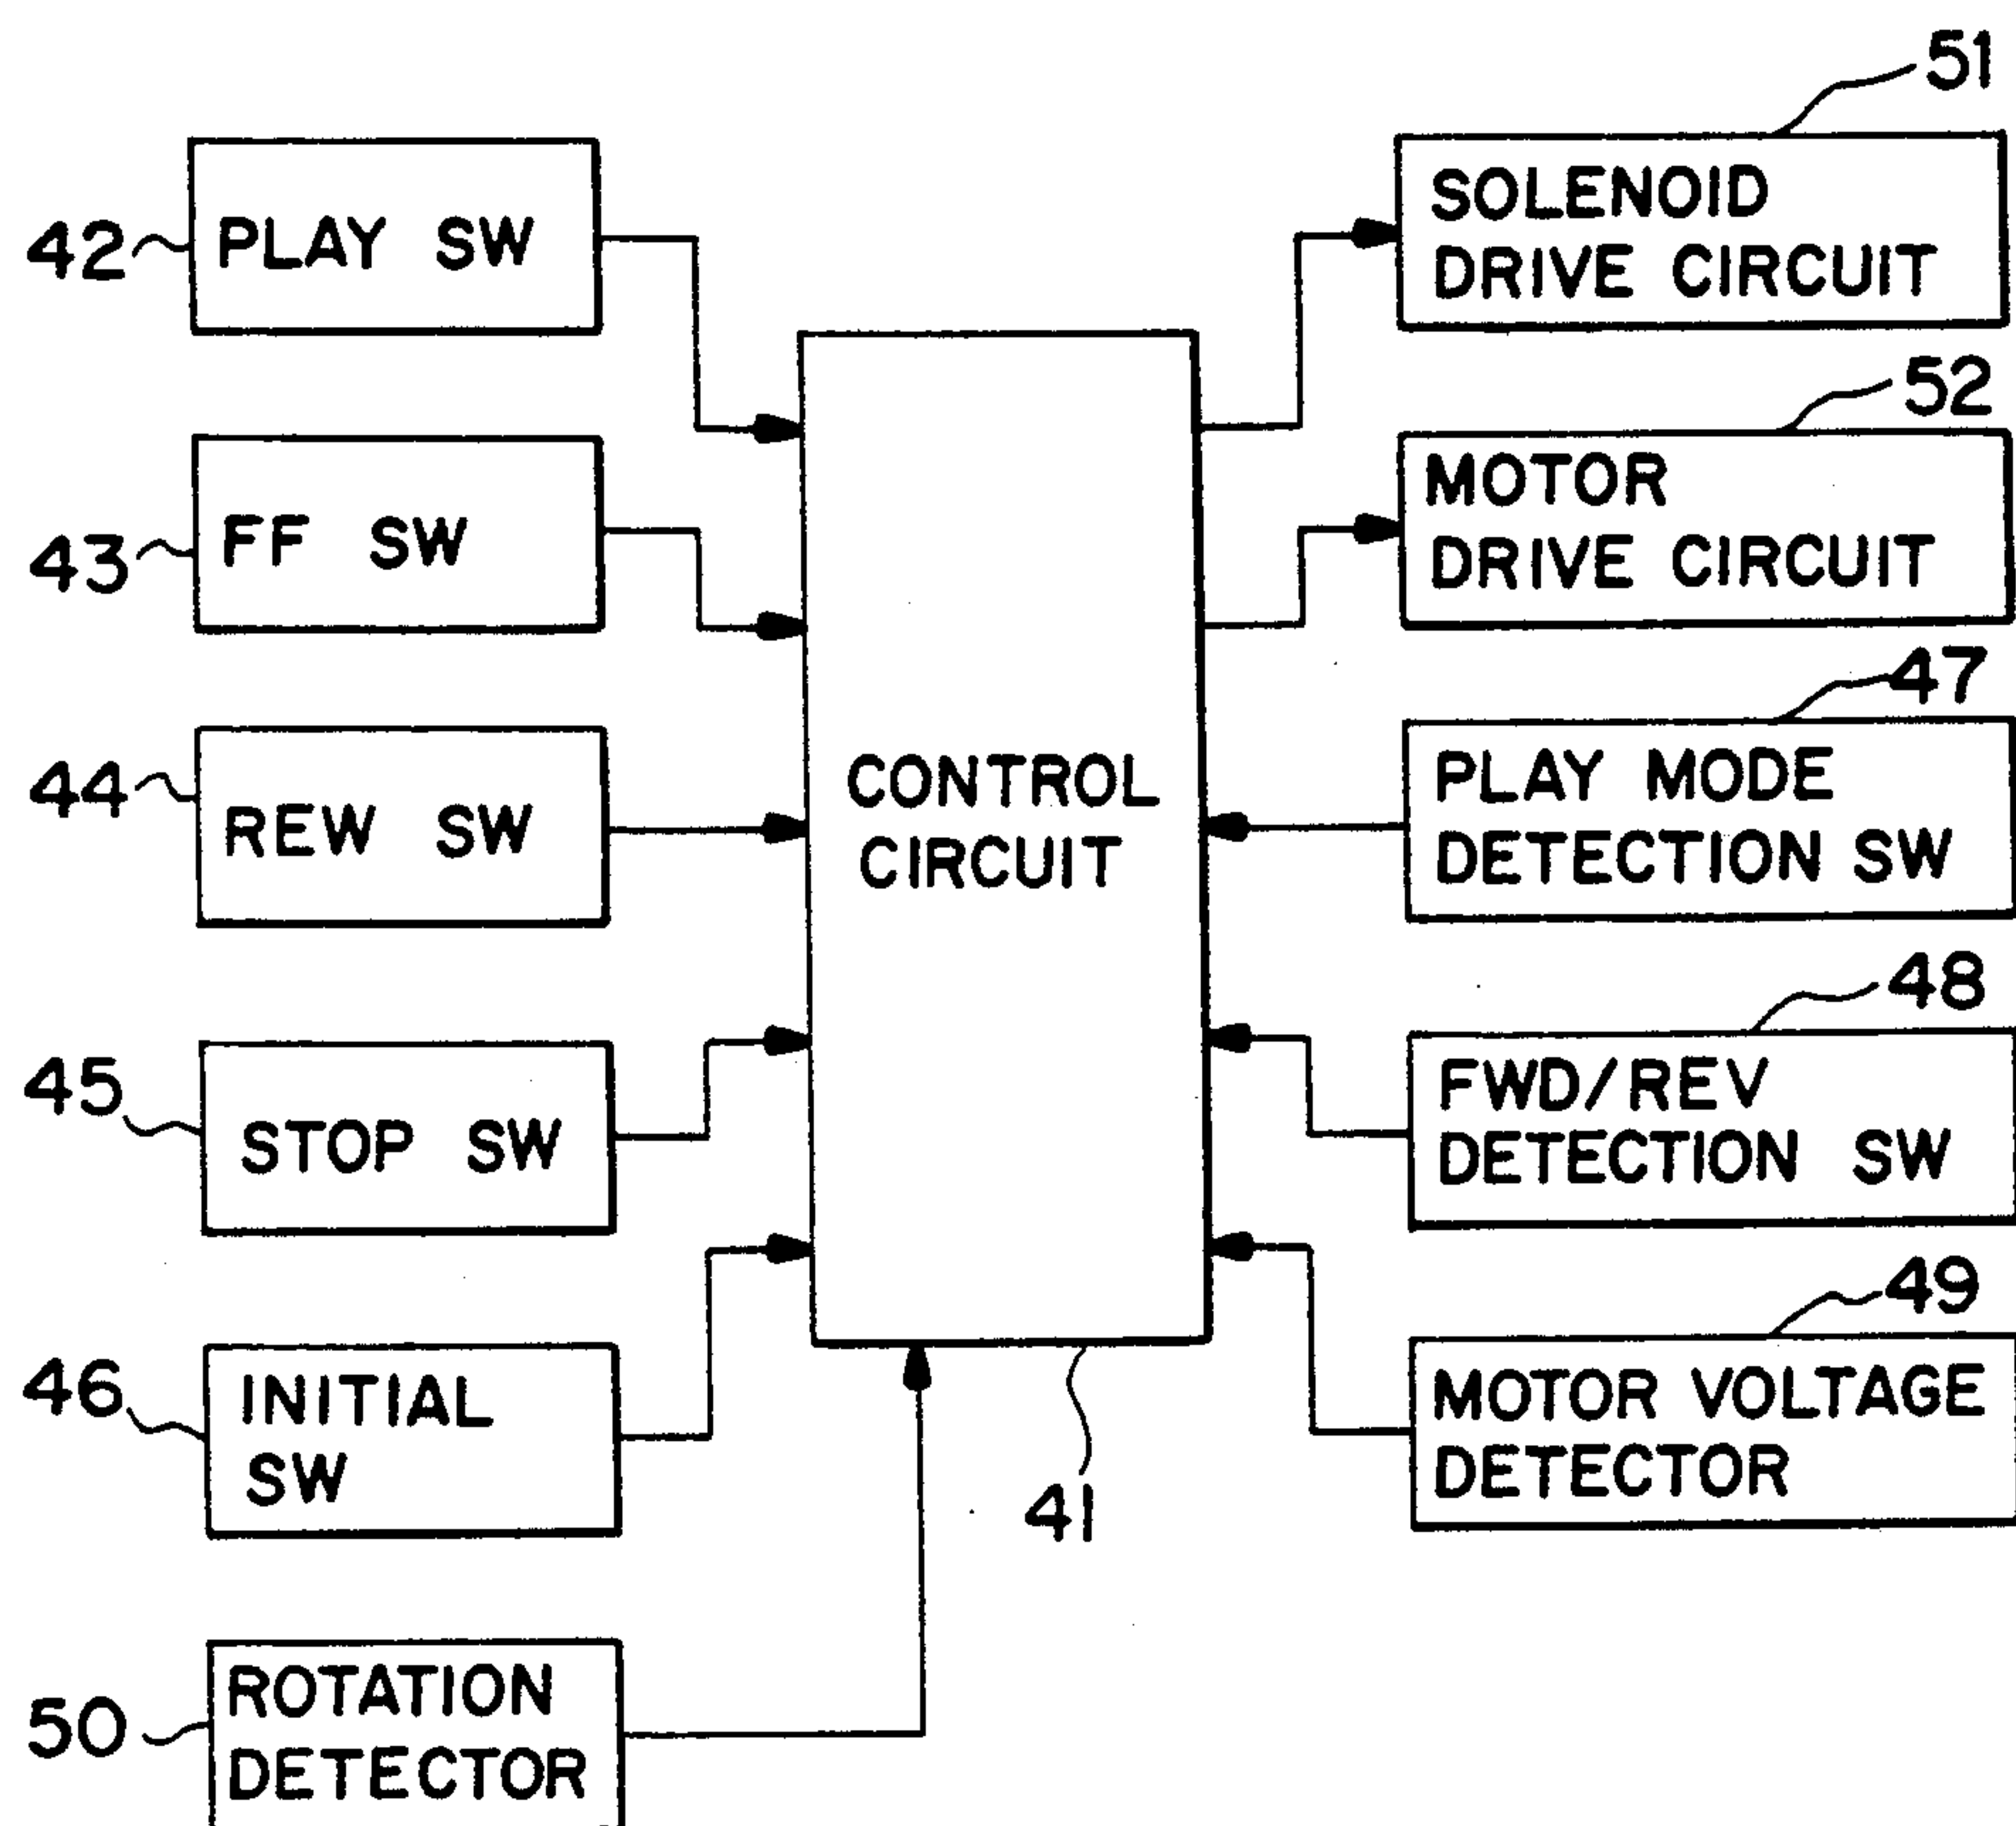 51
SOLENOID
DRIVE CIRCUIT
42
PLAY SW
52
MOTOR
DRIVE CIRCUIT
43
FF SW
47
PLAY MODE
DETECTION SW
44
REW SW
CONTROL
CIRCUIT
48
FWD/REV
DETECTION SW
45
STOP SW
49
MOTOR VOLTAGE
DETECTOR
46
INITIAL
SW
41
50
ROTATION
DETECTOR